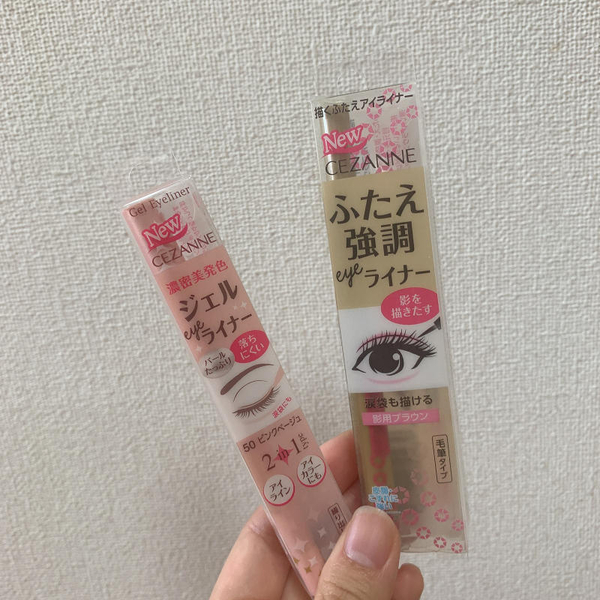 Gel Eyeliner
New
CEZANNE
濃密美発色
ジェル
eye ライナー
パール
たっぷり
落ち
にくい
涙袋にも
50 ピンクベージュ
2 in 1
アイ
ライン
アイ
カラー
にも
描くふたえアイライナー
New
CEZANNE
ふたえ
強調
eye ライナー
影を
描きたす
涙袋も描ける
影用ブラウン
毛筆タイプ